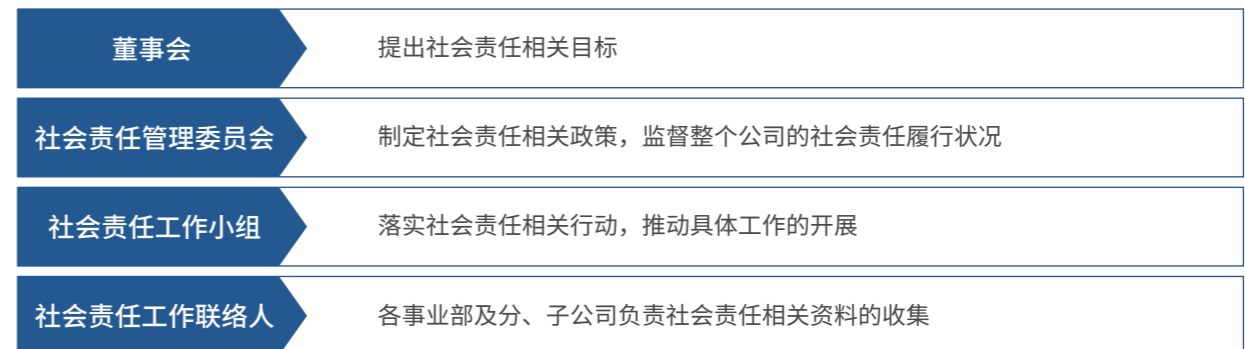 董事会
提出社会责任相关目标
社会责任管理委员会
制定社会责任相关政策，监督整个公司的社会责任履行状况
社会责任工作小组
落实社会责任相关行动，推动具体工作的开展
社会责任工作联络人
各事业部及分、子公司负责社会责任相关资料的收集